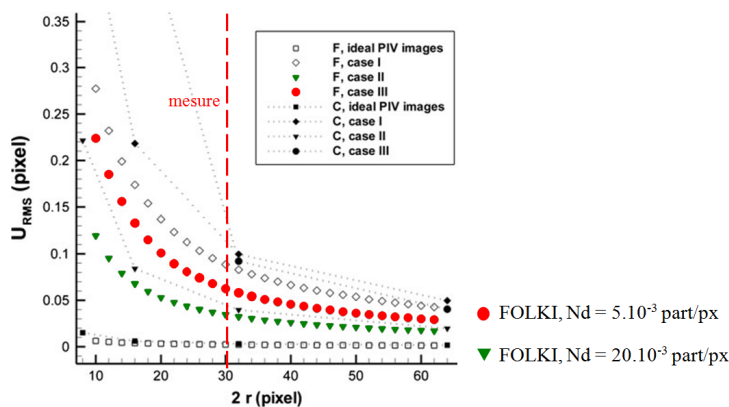 0.35
0.3
0.25
0.2
0.15
0.1
0.05
0
U_RMS (pixel)
10 20 30 40 50 60
2 r (pixel)
mesure
F, ideal PIV images
F, case I
F, case II
F, case III
C, ideal PIV images
C, case I
C, case II
C, case III
FOLKI, Nd = 5.10⁻³ part/px
FOLKI, Nd = 20.10⁻³ part/px